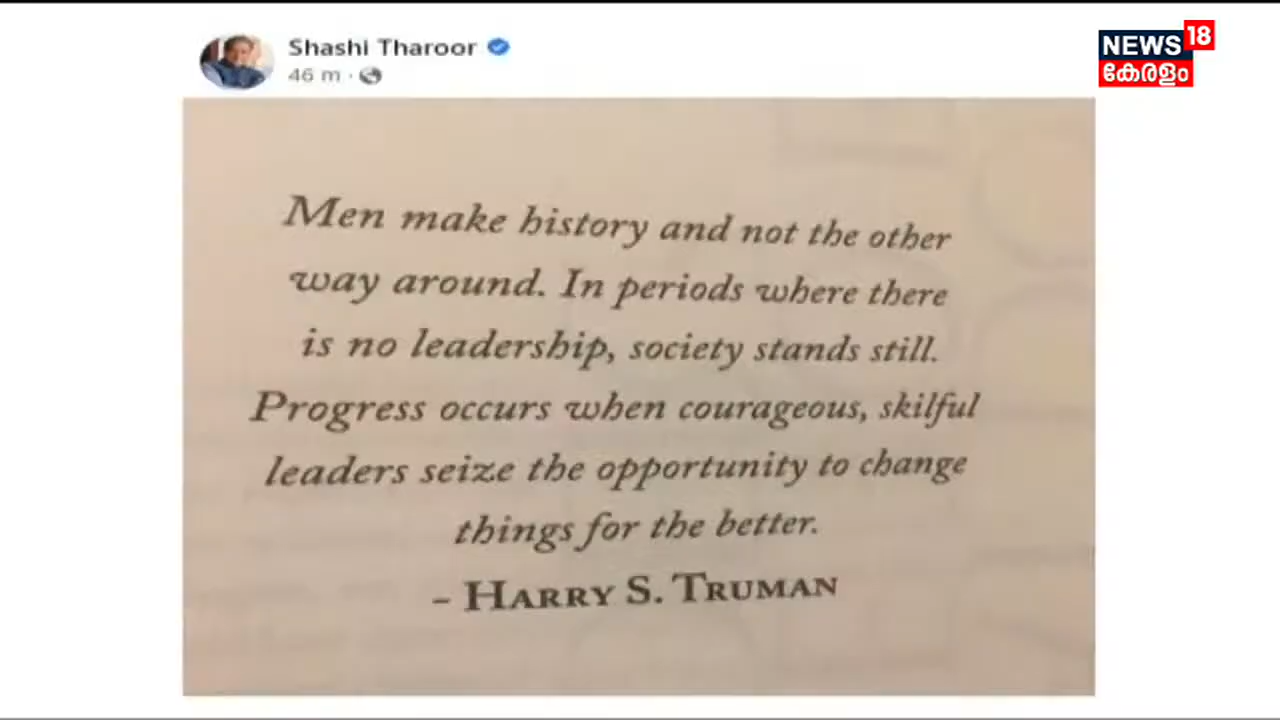 Shashi Tharoor
46 m ·
NEWS 18
കേരളം
Men make history and not the other
way around. In periods where there
is no leadership, society stands still.
Progress occurs when courageous, skilful
leaders seize the opportunity to change
things for the better.
– HARRY S. TRUMAN